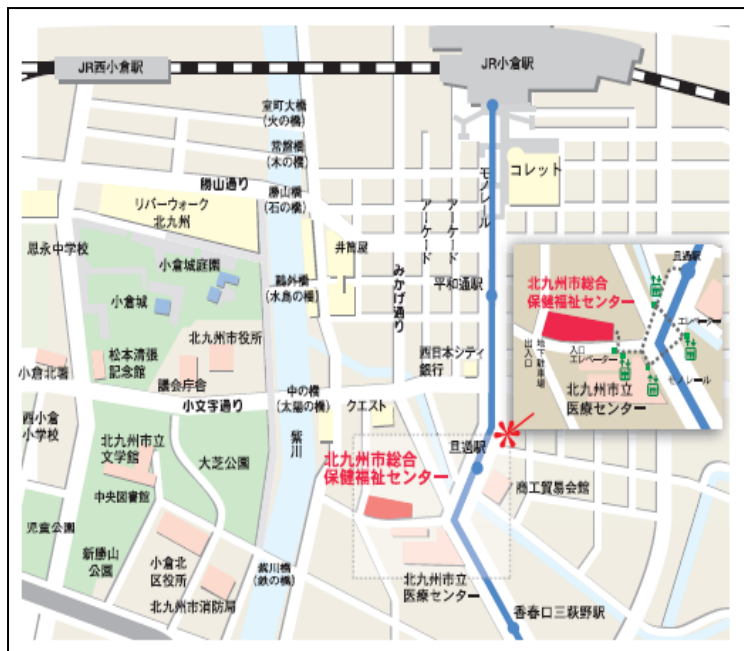 JR西小倉駅
JR小倉駅
室町大橋
(火の橋)
常盤橋
(木の橋)
勝山通り
勝山橋
(石の橋)
モノレール
コレット
リバーウォーク
北九州
アーケード
アーケード
思永中学校
小倉城庭園
井筒屋
みかげ通り
鷗外橋
(水鳥の橋)
平和通駅
小倉城
北九州市役所
松本清張
記念館
小倉北署
議会庁舎
西日本シティ
銀行
中の橋
(太陽の橋)
クエスト
小文字通り
西小倉
小学校
紫川
旦過駅
北九州市立
文学館
大芝公園
北九州市総合
保健福祉センター
商工貿易会館
中央図書館
児童公園
新勝山
公園
小倉北
区役所
紫川橋
(鉄の橋)
北九州市消防局
北九州市立
医療センター
香春口三萩野駅
旦過駅
北九州市総合
保健福祉センター
エレベーター
地下駐車場
出入口
入口
エレベーター
モノレール
北九州市立
医療センター